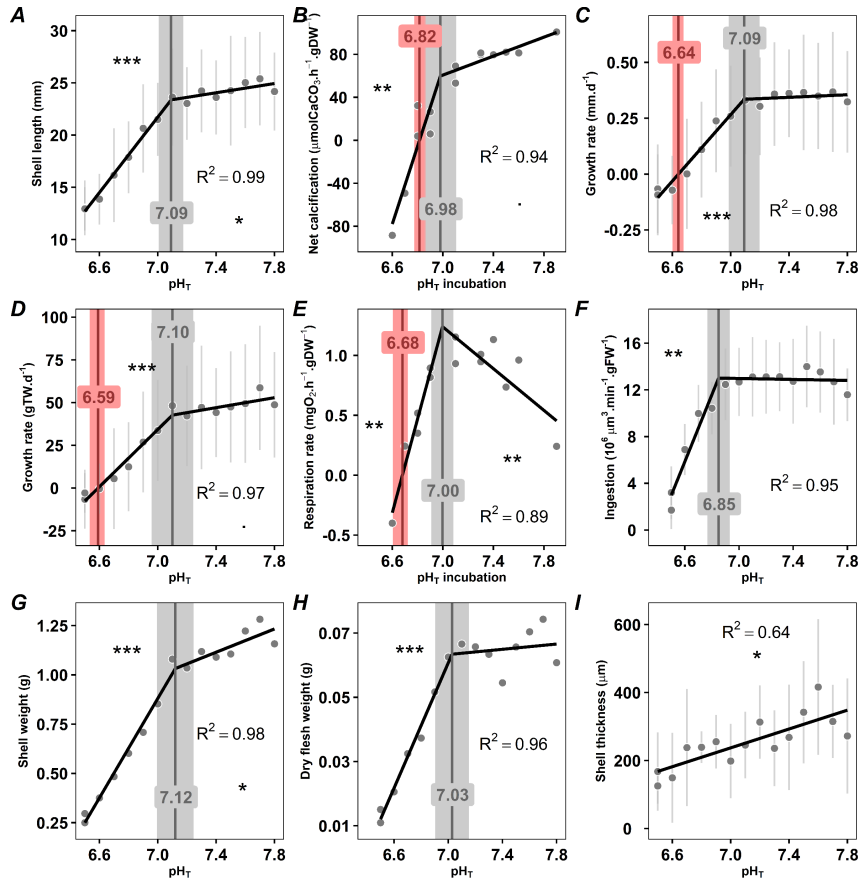 A
Shell length (mm)
30
25
20
15
10
***
R² = 0.99
7.09
*
6.6
7.0
7.4
7.8
pH_T
B
Net calcification (µmolCaCO₃.h⁻¹.gDW⁻¹)
80
40
0
-40
-80
6.82
**
R² = 0.94
6.98
.
6.6
7.0
7.4
7.8
pH_T incubation
C
Growth rate (mm.d⁻¹)
0.50
0.25
0.00
-0.25
6.64
7.09
***
R² = 0.98
6.6
7.0
7.4
7.8
pH_T
D
Growth rate (gTW.d⁻¹)
100
75
50
25
0
-25
7.10
***
6.59
R² = 0.97
.
6.6
7.0
7.4
7.8
pH_T
E
Respiration rate (mgO₂.h⁻¹.gDW⁻¹)
1.0
0.5
0.0
-0.5
6.68
**
**
7.00
R² = 0.89
6.6
7.0
7.4
7.8
pH_T incubation
F
Ingestion (10⁶ µm³.min⁻¹.gFW⁻¹)
16
12
8
4
0
**
R² = 0.95
6.85
6.6
7.0
7.4
7.8
pH_T
G
Shell weight (g)
1.25
1.00
0.75
0.50
0.25
***
R² = 0.98
7.12
*
6.6
7.0
7.4
7.8
pH_T
H
Dry flesh weight (g)
0.07
0.05
0.03
0.01
***
R² = 0.96
7.03
6.6
7.0
7.4
7.8
pH_T
I
Shell thickness (µm)
600
400
200
0
R² = 0.64
*
6.6
7.0
7.4
7.8
pH_T